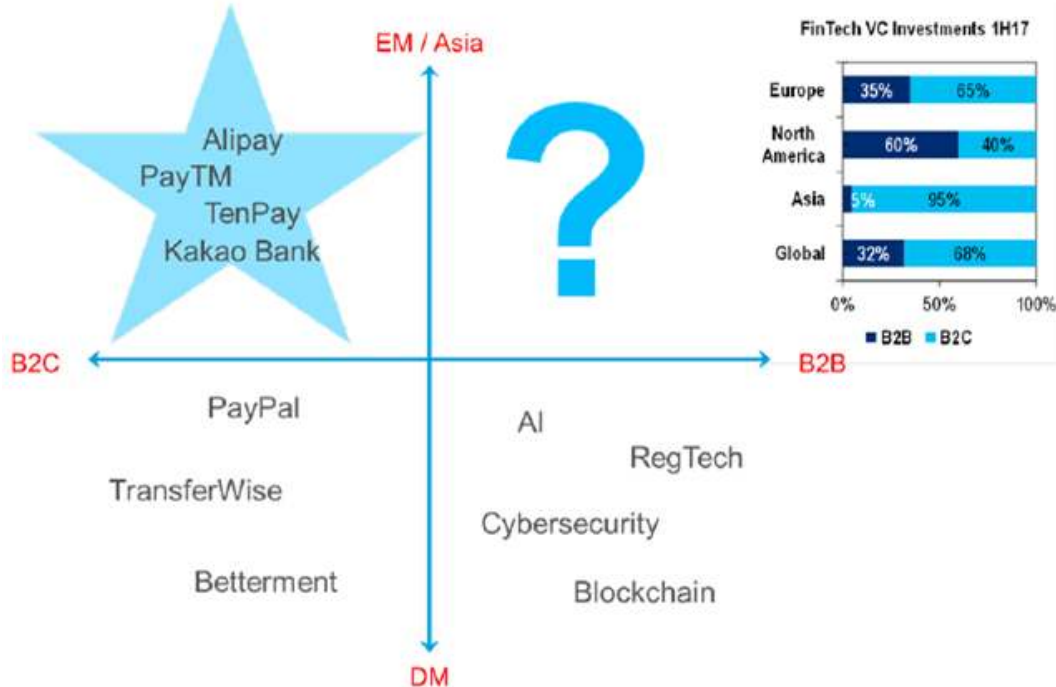 EM / Asia
Alipay
PayTM
TenPay
Kakao Bank
?
B2C
B2B
PayPal
TransferWise
Betterment
AI
RegTech
Cybersecurity
Blockchain
DM
FinTech VC Investments 1H17
Europe 35% 65%
North
America 60% 40%
Asia 5% 95%
Global 32% 68%
0% 50% 100%
B2B B2C